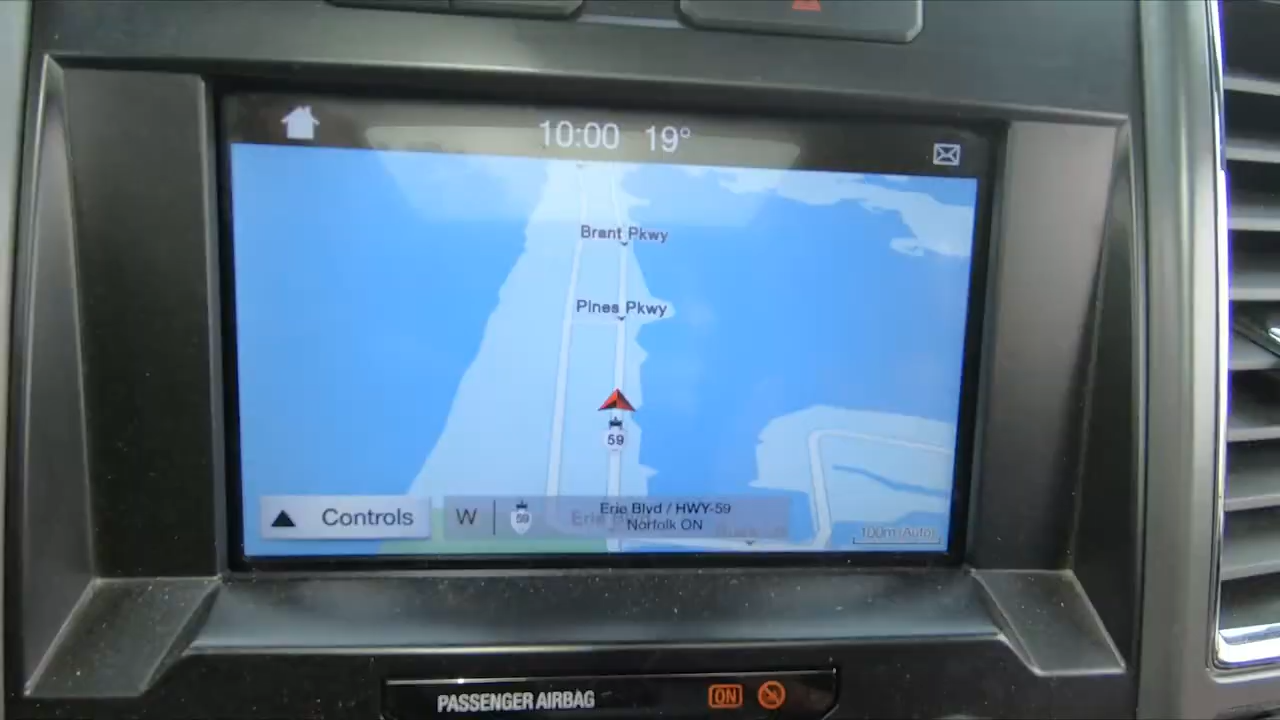 10:00 19°
Brant Pkwy
Pines Pkwy
59
Controls
W
59
Erie Blvd / HWY-59
Norfolk ON
100m (Auto)
PASSENGER AIRBAG ON